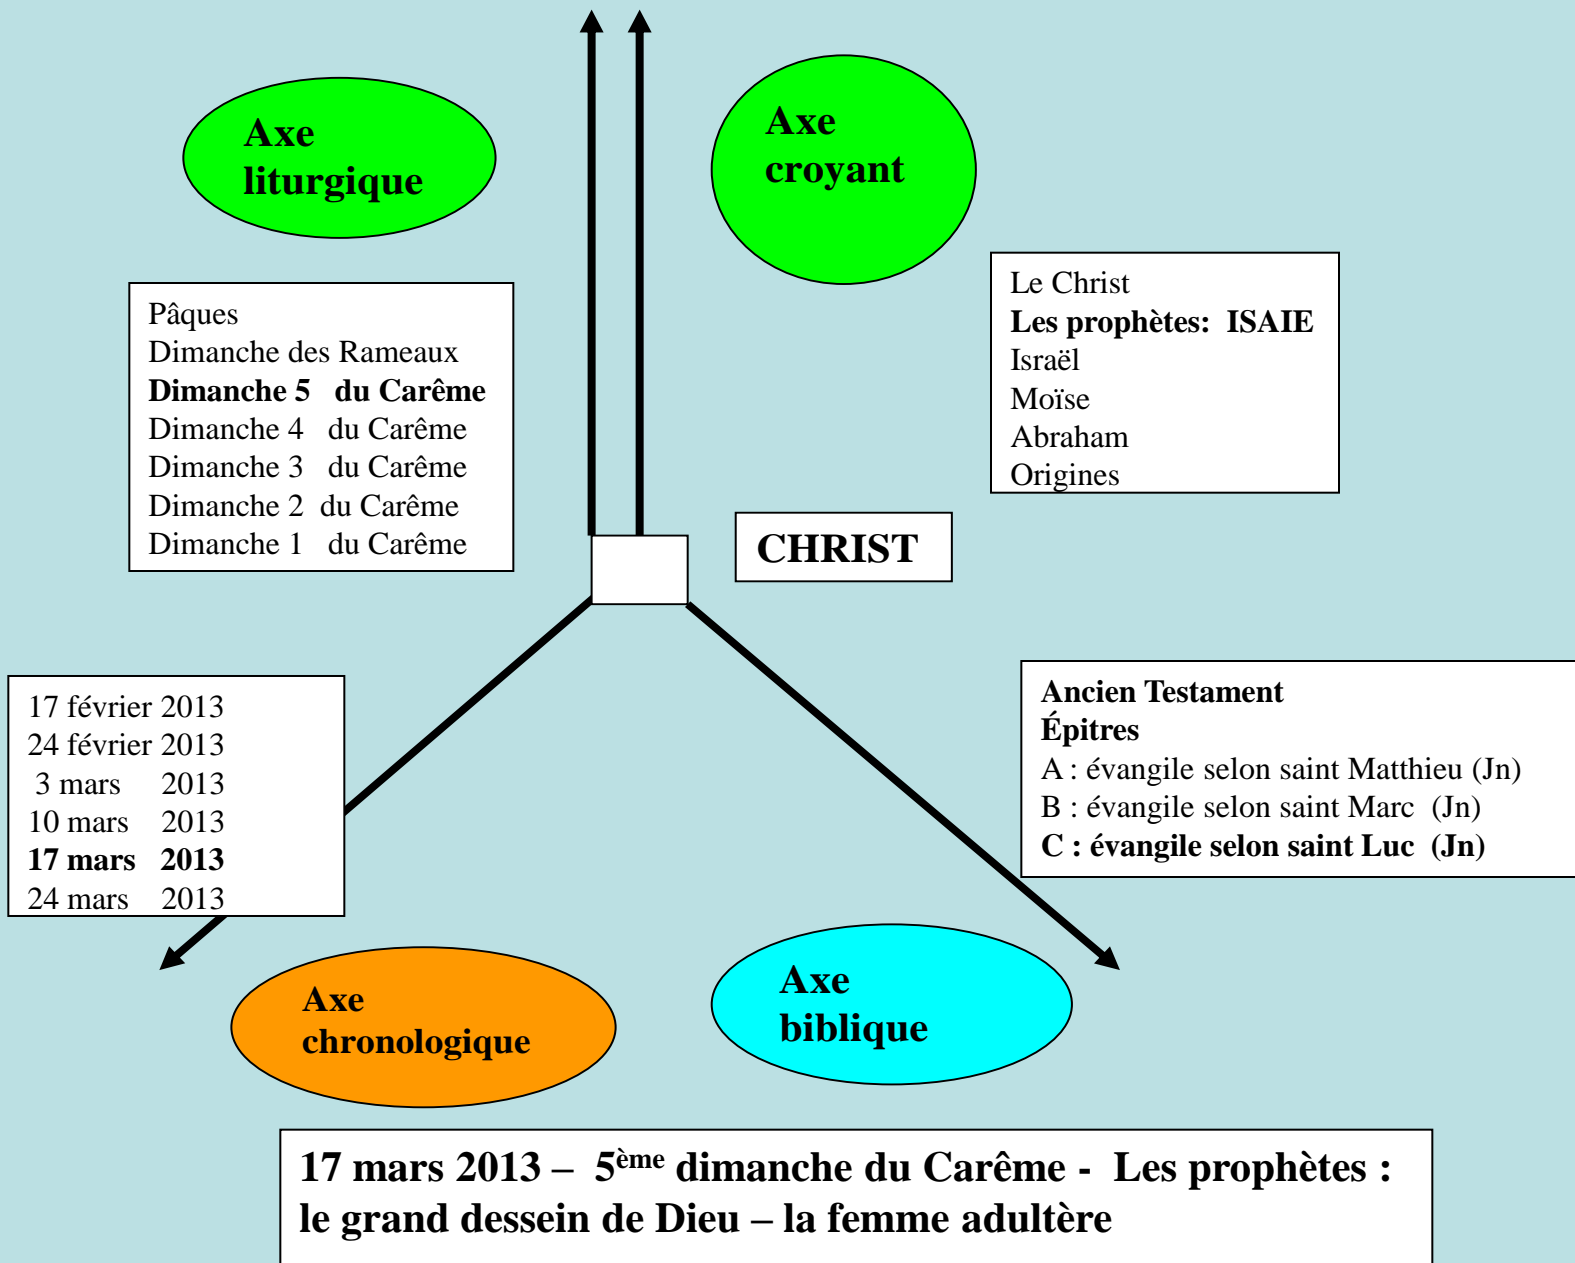 Axe
liturgique
Axe
croyant
Pâques
Dimanche des Rameaux
Dimanche 5 du Carême
Dimanche 4 du Carême
Dimanche 3 du Carême
Dimanche 2 du Carême
Dimanche 1 du Carême
Le Christ
Les prophètes: ISAIE
Israël
Moïse
Abraham
Origines
CHRIST
17 février 2013
24 février 2013
3 mars 2013
10 mars 2013
17 mars 2013
24 mars 2013
Ancien Testament
Épitres
A : évangile selon saint Matthieu (Jn)
B : évangile selon saint Marc (Jn)
C : évangile selon saint Luc (Jn)
Axe
chronologique
Axe
biblique
17 mars 2013 – 5ème dimanche du Carême - Les prophètes :
le grand dessein de Dieu – la femme adultère